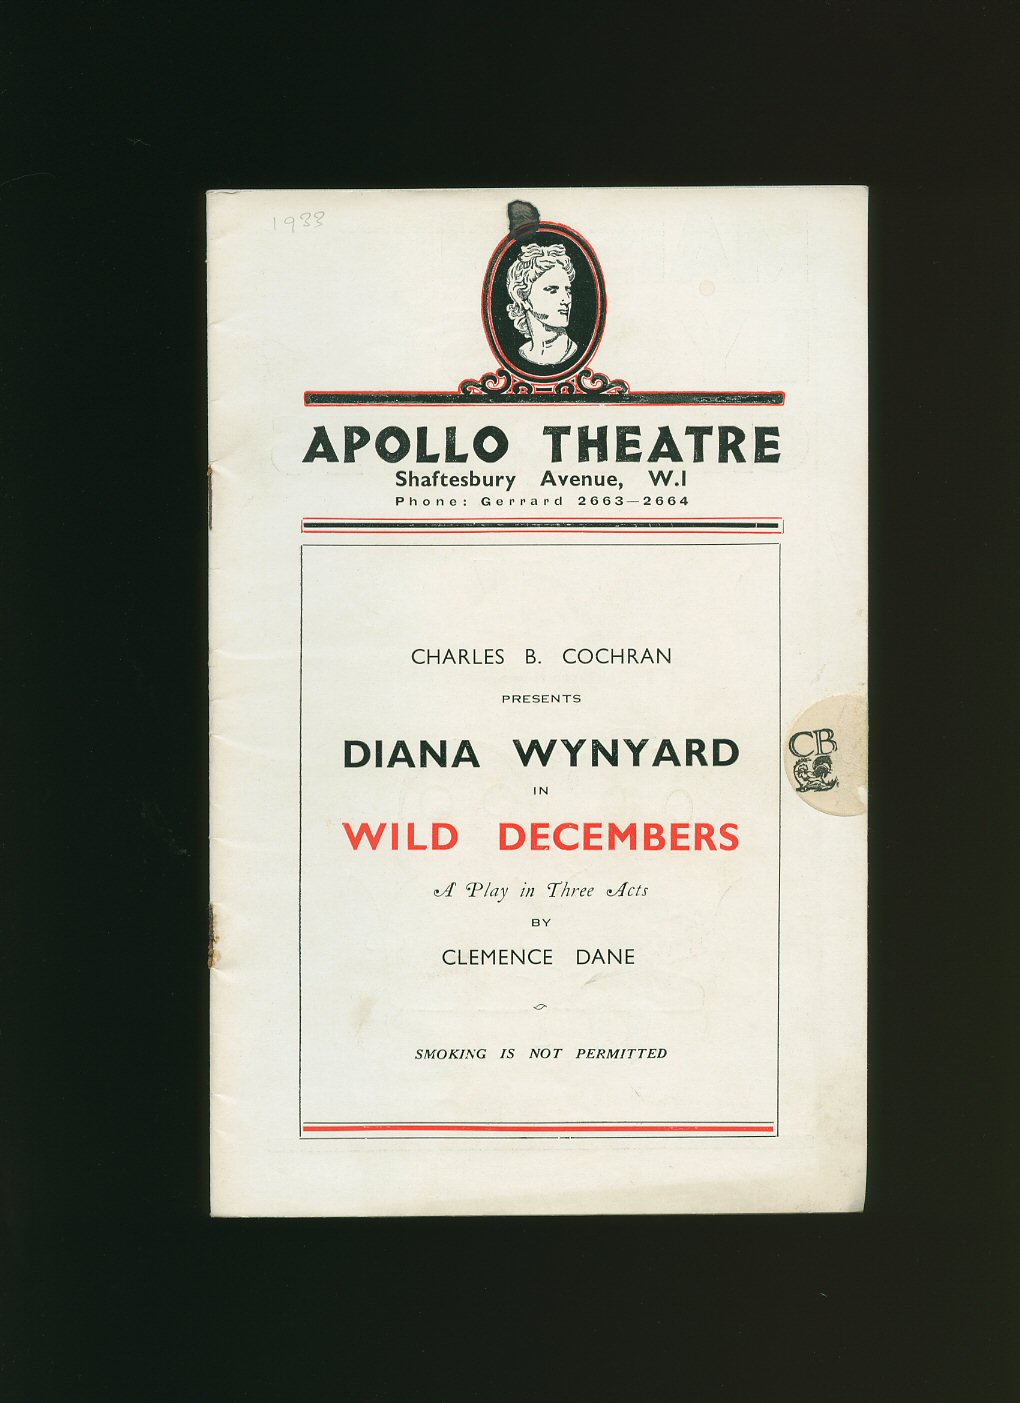 1933
APOLLO THEATRE
Shaftesbury Avenue, W.1
Phone: Gerrard 2663—2664
CHARLES B. COCHRAN
PRESENTS
DIANA WYNYARD
IN
WILD DECEMBERS
A Play in Three Acts
BY
CLEMENCE DANE
CB
SMOKING IS NOT PERMITTED